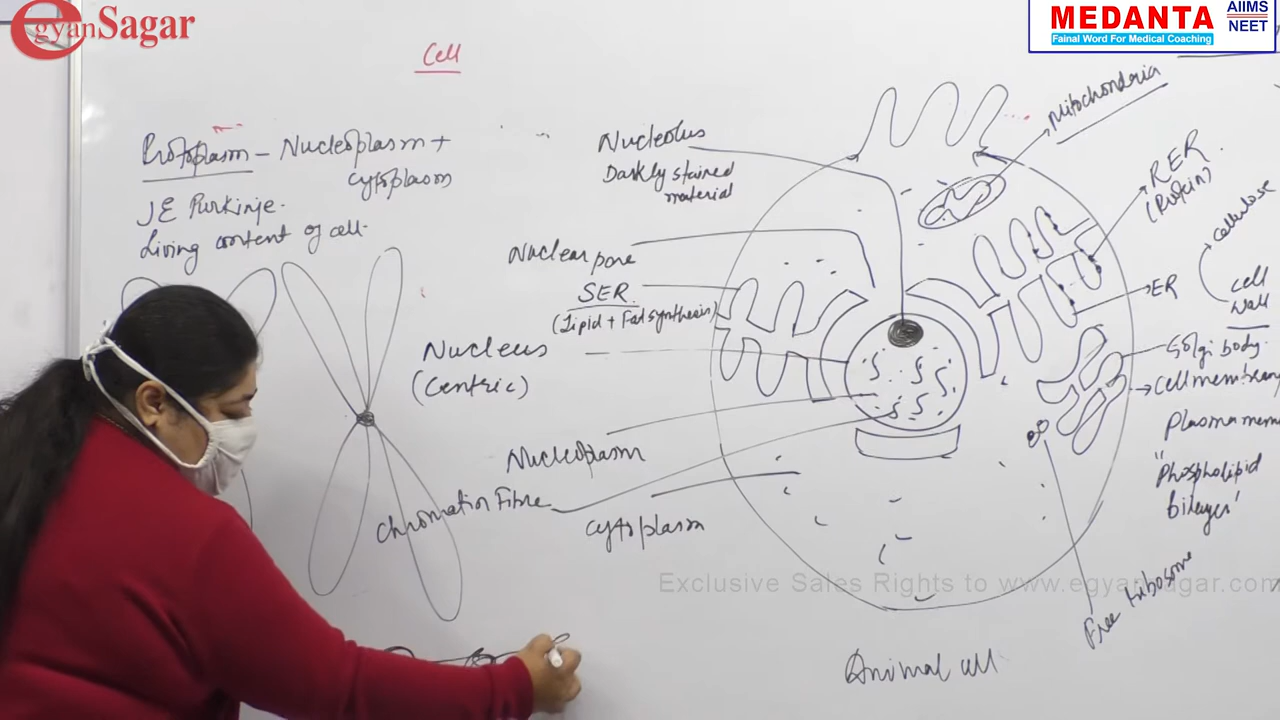 egyanSagar
MEDANTA
Fainal Word For Medical Coaching
AIIMS
NEET
Cell
Protoplasm - Nucleoplasm +
cytoplasm
JE Purkinje.
Living content of cell.
Nucleolus
Darkly stained
material
Nuclear pore
SER
(Lipid + Fat synthesis)
Nucleus
(Centric)
Nucleoplasm
Chromation Fibre
Cytoplasm
Mitochondria
RER.
(Protein)
cellulose
ER
cell
wall
Golgi body.
Cell membrane
Plasma mem
"Phospholipid
bilayer"
Free ribosome
Animal cell
Exclusive Sales Rights to www.egyansagar.com